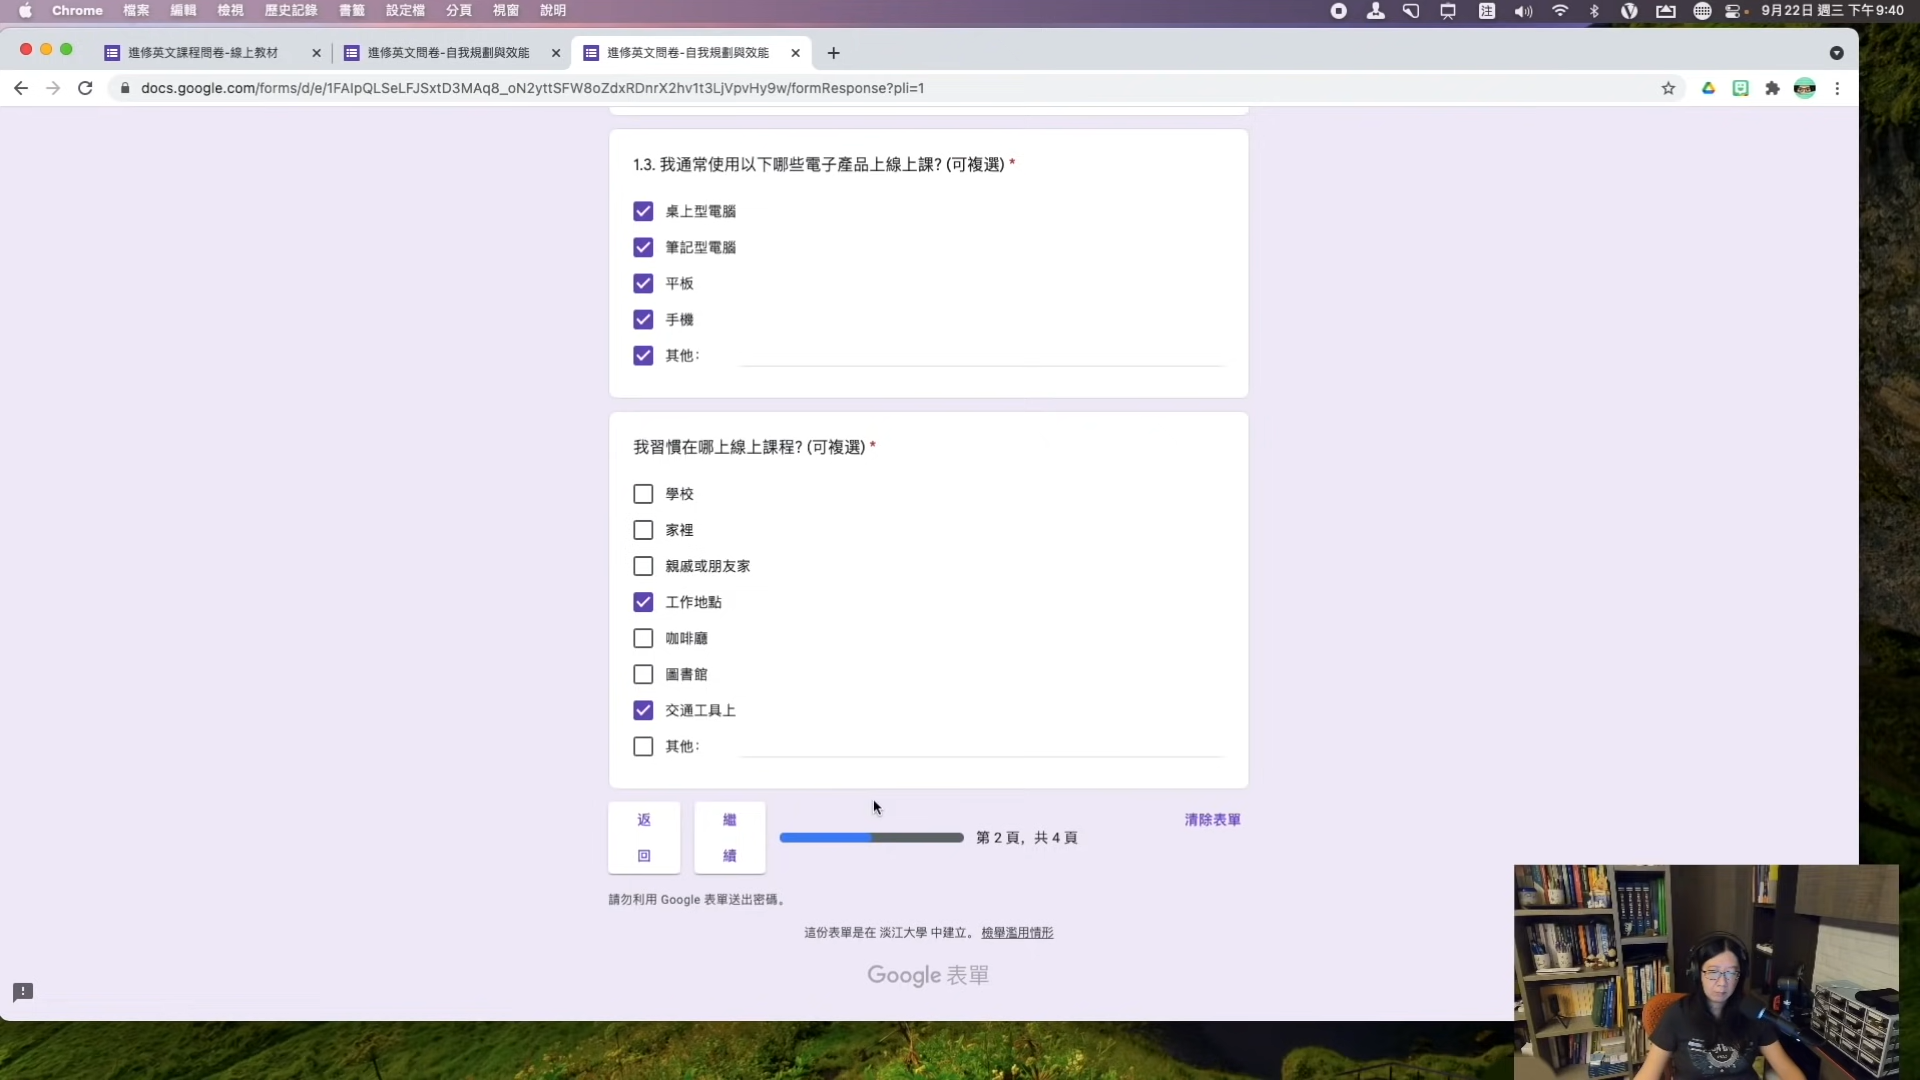 Chrome 檔案 編輯 檢視 歷史記錄 書籤 設定檔 分頁 視窗 說明 注 9月22日 週三 下午9:40
進修英文課程問卷-線上教材 進修英文問卷-自我規劃與效能 進修英文問卷-自我規劃與效能
docs.google.com/forms/d/e/1FAIpQLSeLFJSxtD3MAq8_oN2yttSFW8oZdxRDnrX2hv1t3LjVpvHy9w/formResponse?pli=1
1.3. 我通常使用以下哪些電子產品上線上課? (可複選) *
桌上型電腦
筆記型電腦
平板
手機
其他:
我習慣在哪上線上課程? (可複選) *
學校
家裡
親戚或朋友家
工作地點
咖啡廳
圖書館
交通工具上
其他:
返回 繼續 第 2 頁，共 4 頁 清除表單
請勿利用 Google 表單送出密碼。
這份表單是在 淡江大學 中建立。 檢舉濫用情形
Google 表單